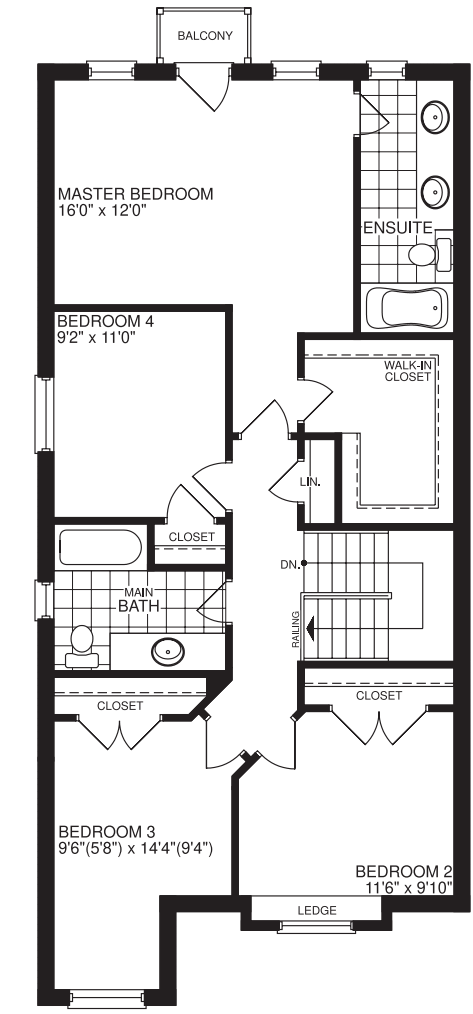 BALCONY
MASTER BEDROOM
16'0" x 12'0"
ENSUITE
BEDROOM 4
9'2" x 11'0"
WALK-IN
CLOSET
LIN.
CLOSET
DN.
MAIN
BATH
RAILING
CLOSET
CLOSET
BEDROOM 3
9'6"(5'8") x 14'4"(9'4")
BEDROOM 2
11'6" x 9'10"
LEDGE